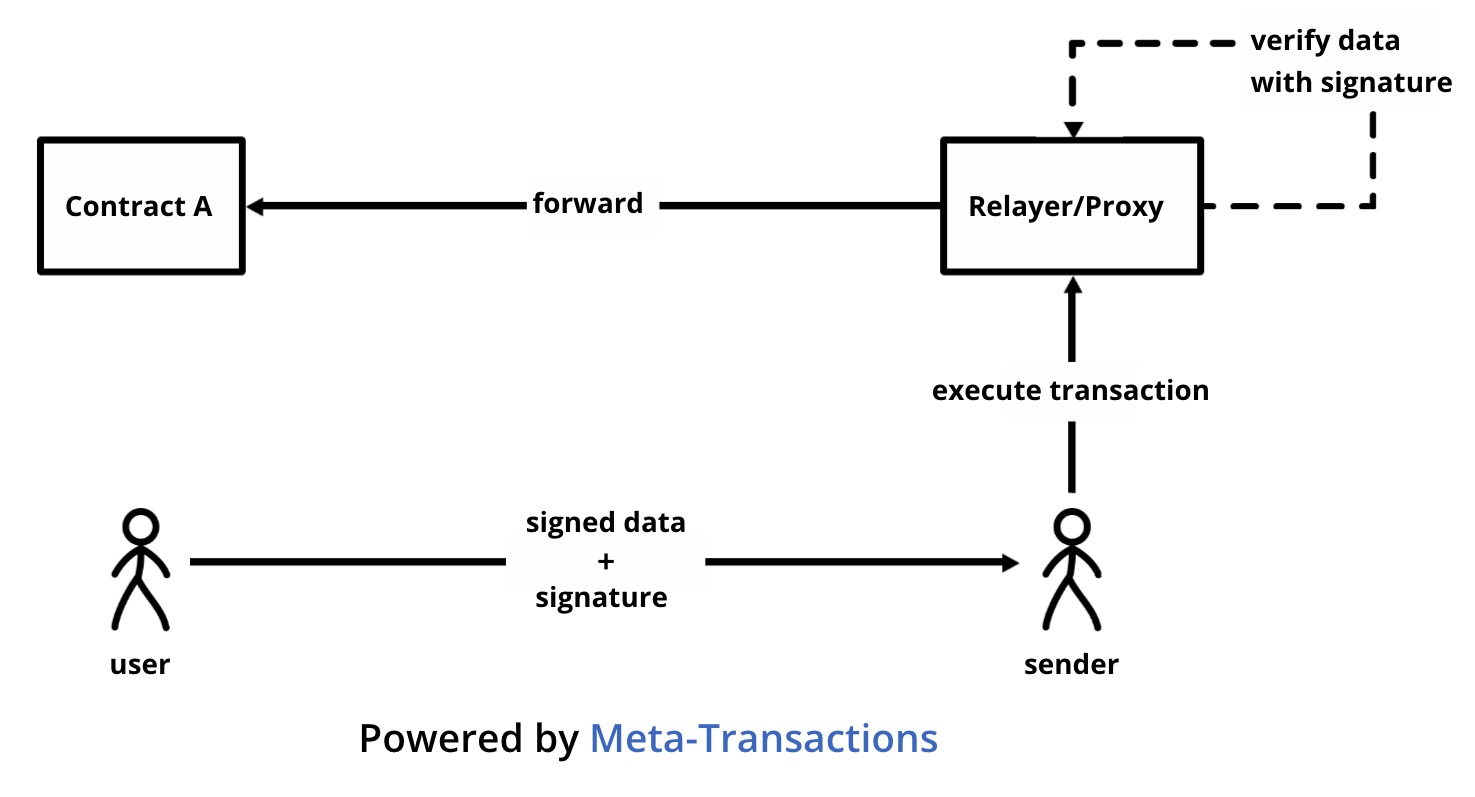 verify data
with signature
Contract A
forward
Relayer/Proxy
execute transaction
signed data
+
signature
user
sender
Powered by Meta-Transactions